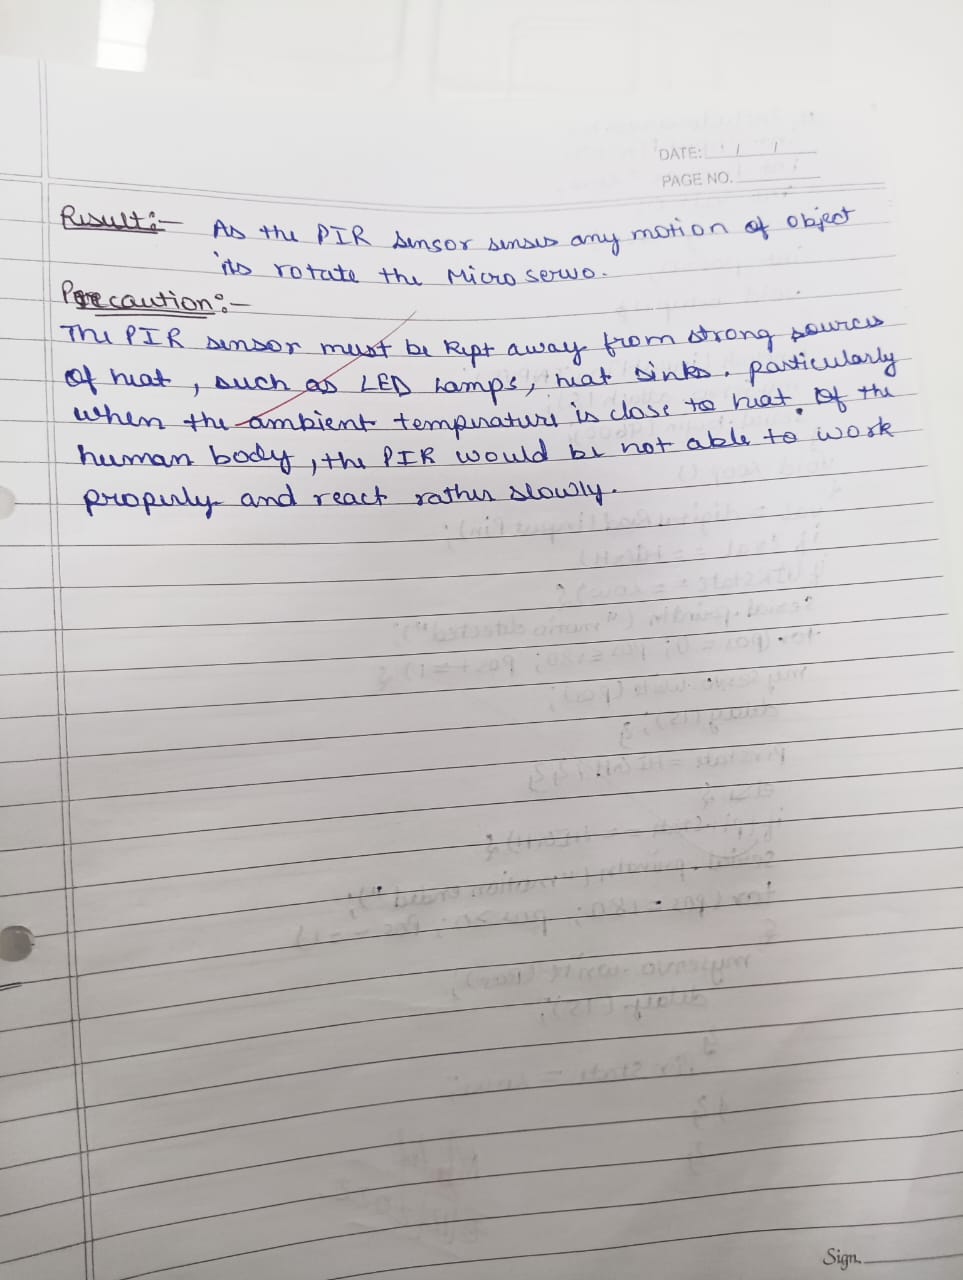 DATE: / /
PAGE NO.
Result:- As the PIR sensor senses any motion of object
its rotate the Micro servo.
Precaution:-
The PIR sensor must be kept away from strong sources
of heat, such as LED Lamps, heat sinks. particularly
when the ambient temperature is close to heat. Of the
human body, the PIR would be not able to work
properly and react rather slowly.
Sign.